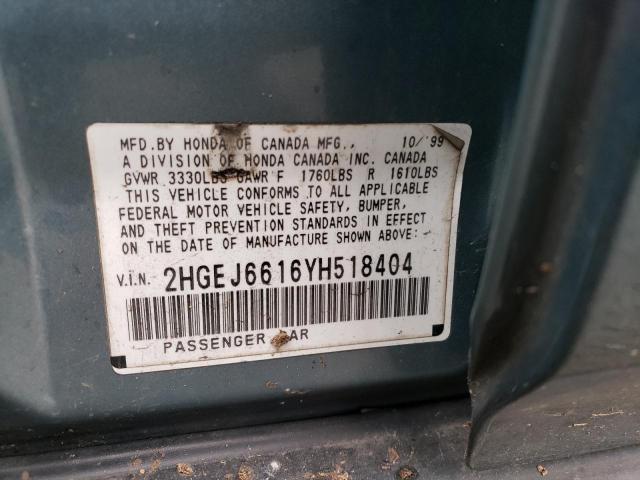 MFD.BY HONDA OF CANADA MFG., 10/'99
A DIVISION OF HONDA CANADA INC. CANADA
GVWR 3330LBS GAWR F 1760LBS R 1610LBS
THIS VEHICLE CONFORMS TO ALL APPLICABLE
FEDERAL MOTOR VEHICLE SAFETY, BUMPER,
AND THEFT PREVENTION STANDARDS IN EFFECT
ON THE DATE OF MANUFACTURE SHOWN ABOVE:
V.I.N. 2HGEJ6616YH518404
PASSENGER CAR